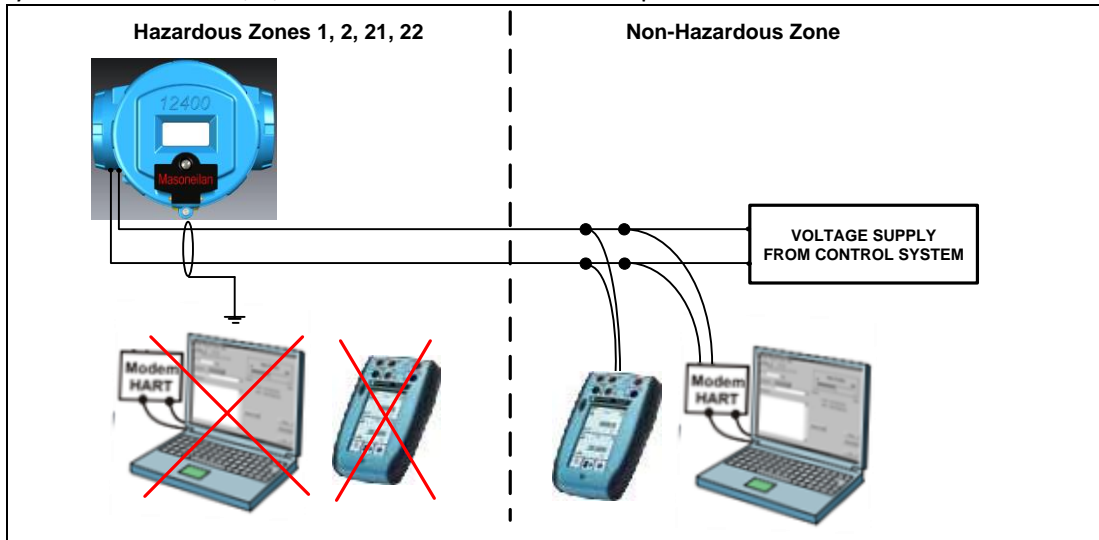 Hazardous Zones 1, 2, 21, 22
Non-Hazardous Zone
12400
Masoneilan
VOLTAGE SUPPLY
FROM CONTROL SYSTEM
Modem
HART
Modem
HART